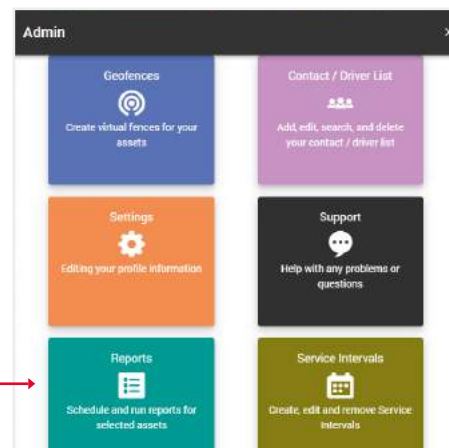 Admin
Geofences
Create virtual fences for your
assets
Contact / Driver List
Add, edit, search, and delete
your contact / driver list
Settings
Editing your profile information
Support
Help with any problems or
questions
Reports
Schedule and run reports for
selected assets
Service Intervals
Create, edit and remove Service
Intervals